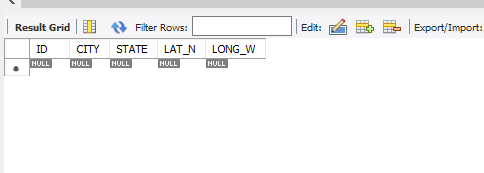 Result Grid Filter Rows: Edit: Export/Import:
ID CITY STATE LAT_N LONG_W
* NULL NULL NULL NULL NULL